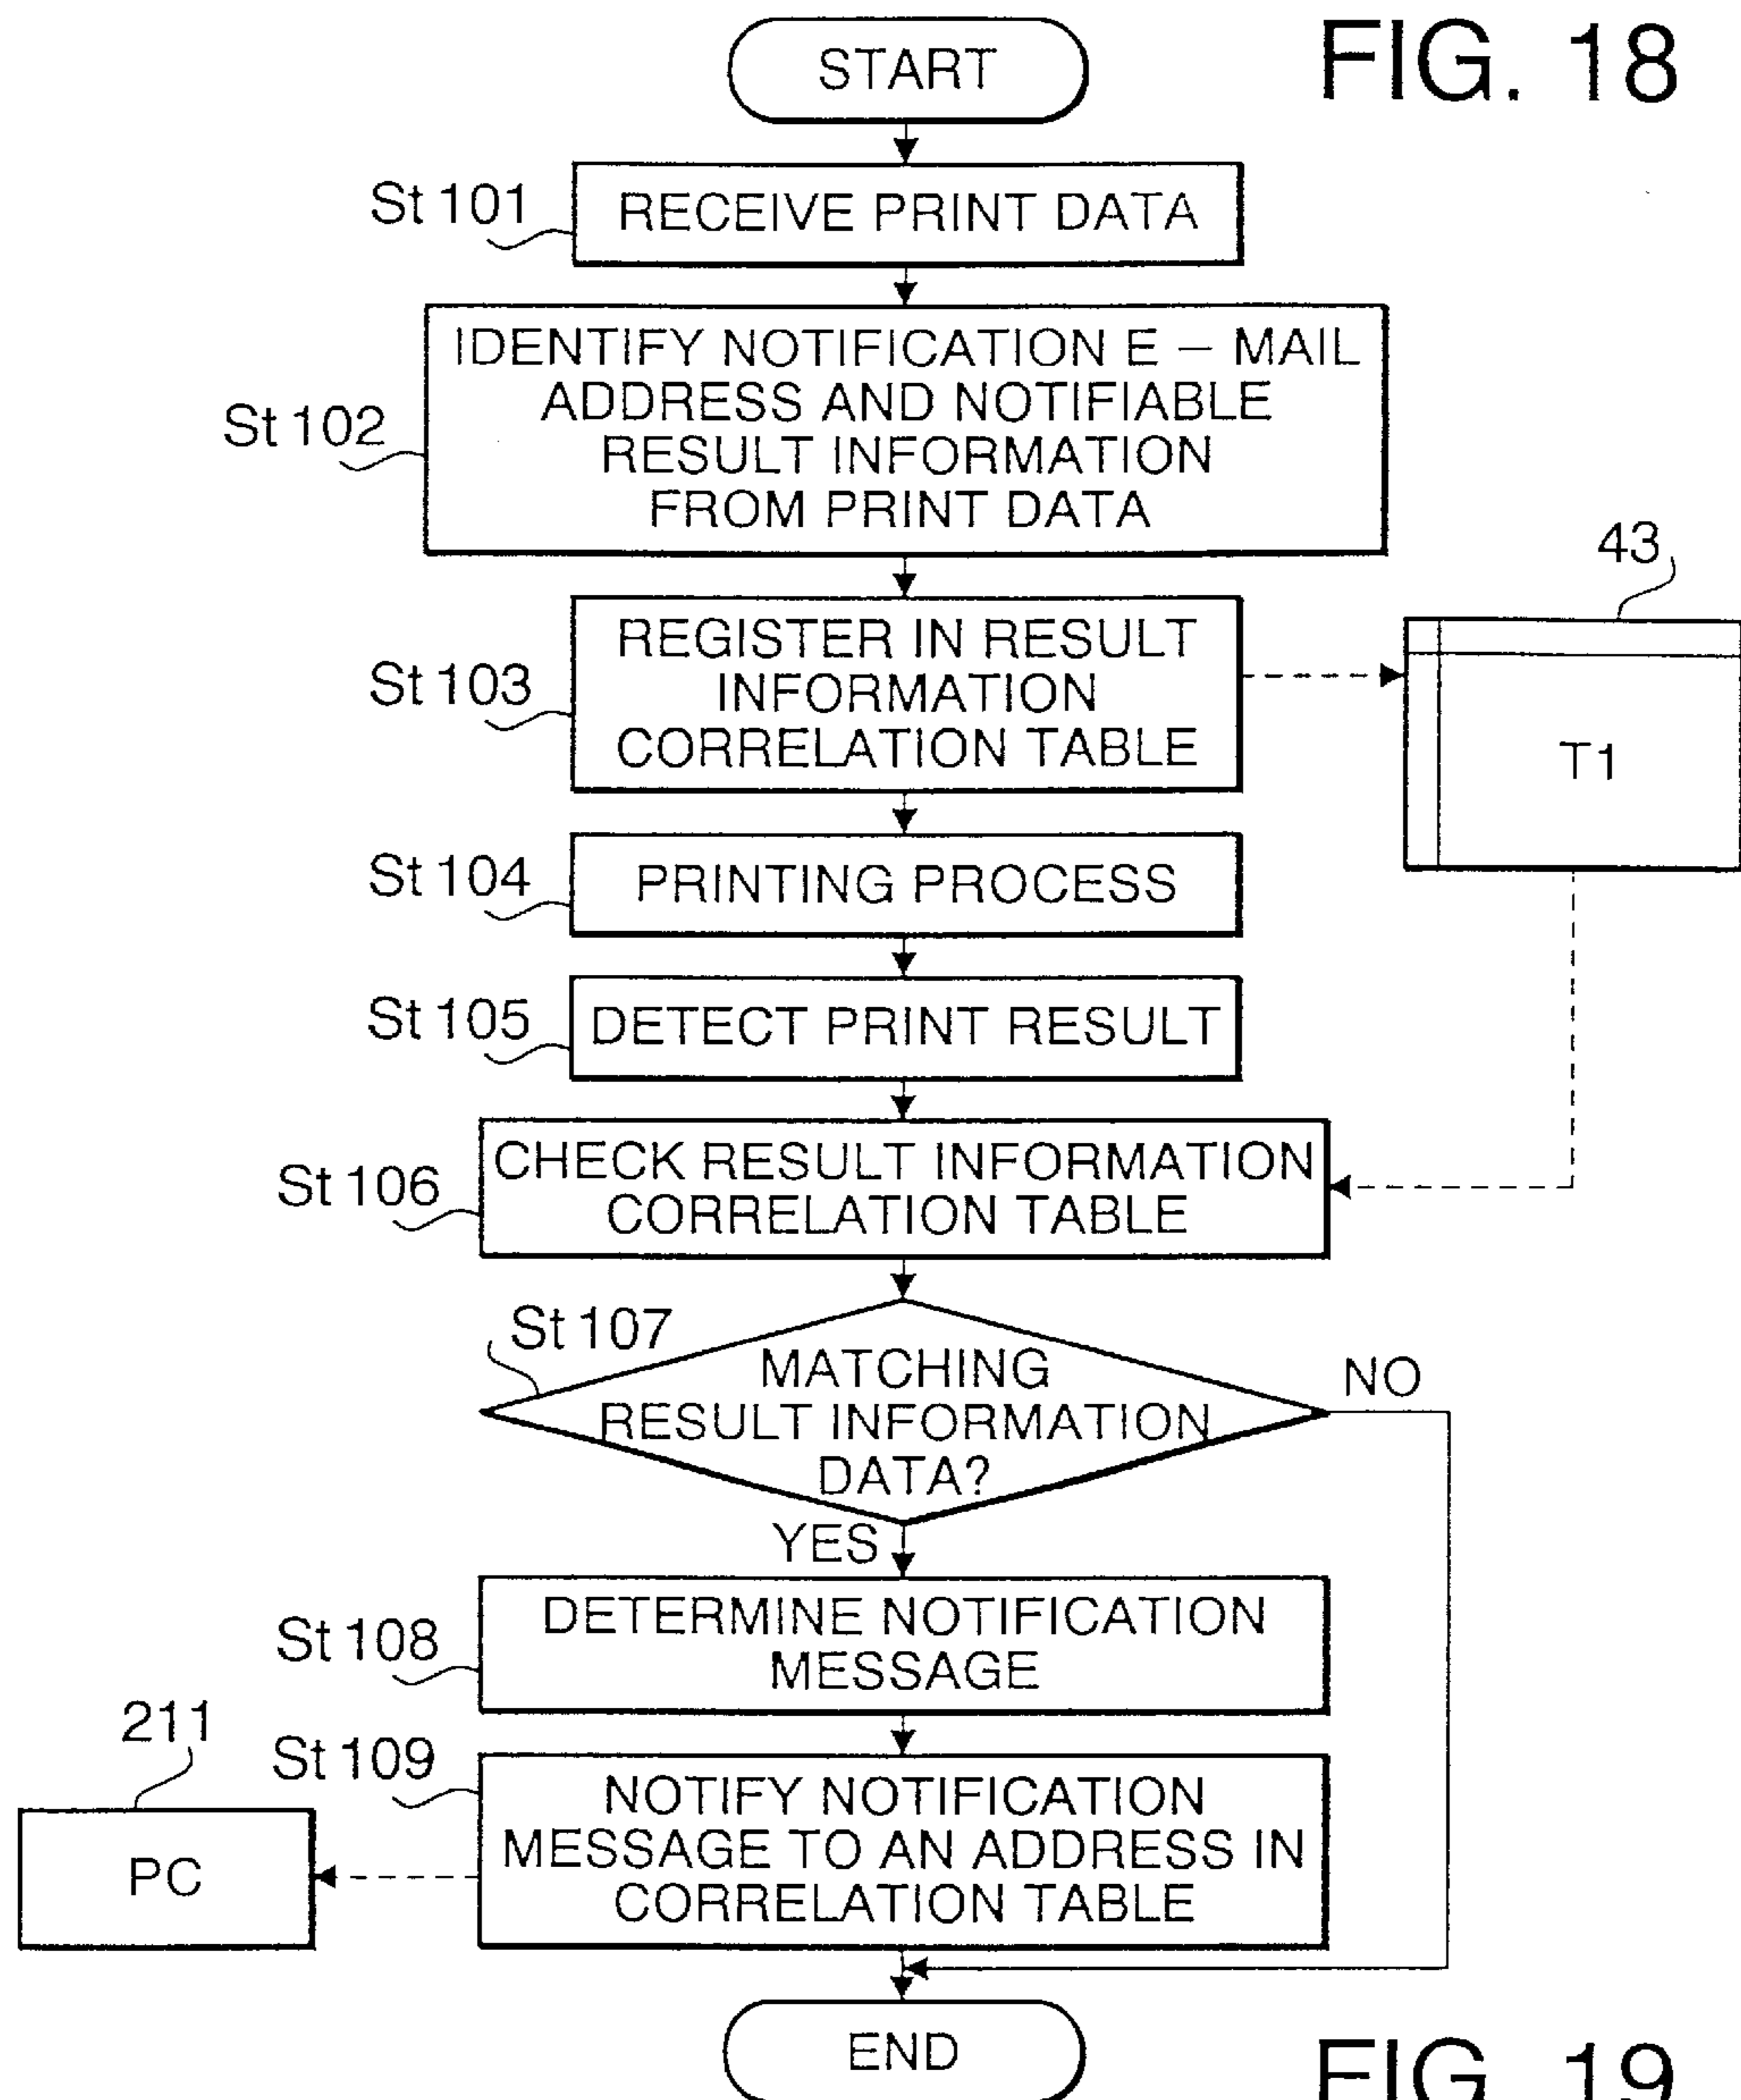 FIG. 18
START
St 101
RECEIVE PRINT DATA
St 102
IDENTIFY NOTIFICATION E – MAIL
ADDRESS AND NOTIFIABLE
RESULT INFORMATION
FROM PRINT DATA
43
St 103
REGISTER IN RESULT
INFORMATION
CORRELATION TABLE
T1
St 104
PRINTING PROCESS
St 105
DETECT PRINT RESULT
St 106
CHECK RESULT INFORMATION
CORRELATION TABLE
St 107
MATCHING
RESULT INFORMATION
DATA?
NO
YES
St 108
DETERMINE NOTIFICATION
MESSAGE
211
PC
St 109
NOTIFY NOTIFICATION
MESSAGE TO AN ADDRESS IN
CORRELATION TABLE
END
FIG. 19